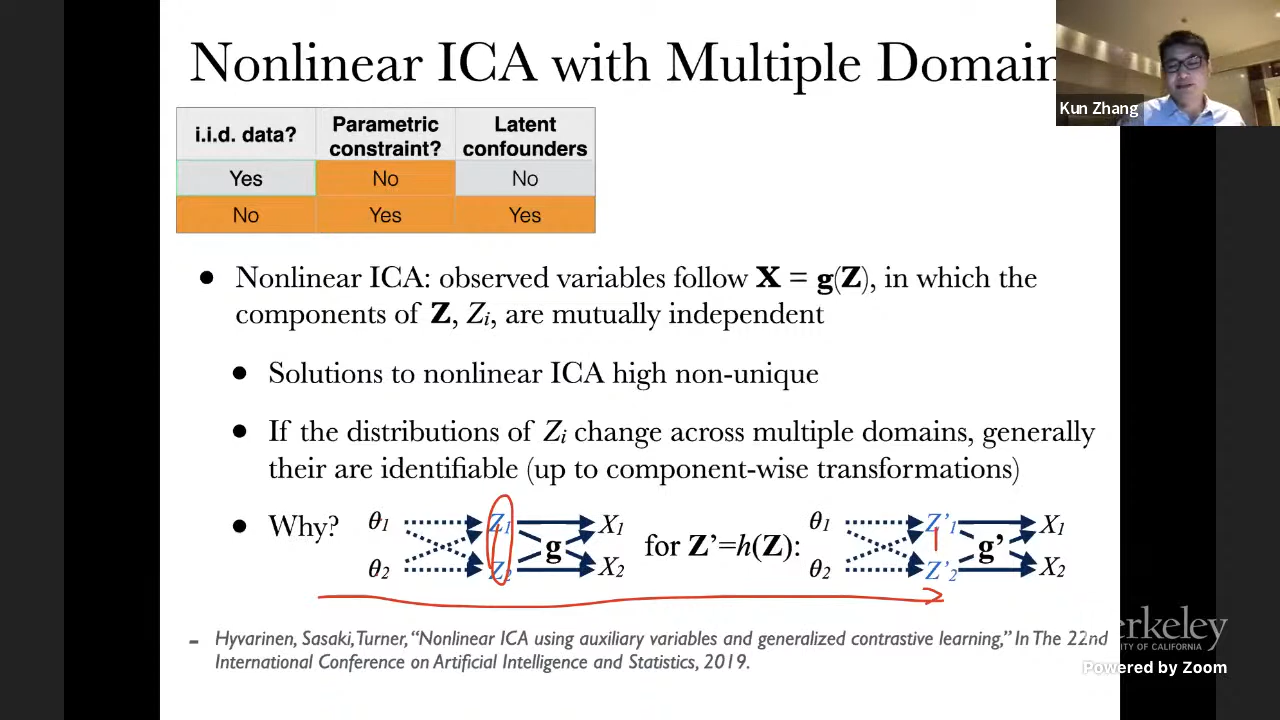 Nonlinear ICA with Multiple Domain
Kun Zhang
i.i.d. data? Parametric constraint? Latent confounders
Yes No No
No Yes Yes
● Nonlinear ICA: observed variables follow X = g(Z), in which the
components of Z, Zi, are mutually independent
● Solutions to nonlinear ICA high non-unique
● If the distributions of Zi change across multiple domains, generally
their are identifiable (up to component-wise transformations)
● Why? θ1 Z1 X1 θ1 Z'1 X1
g for Z'=h(Z): g'
θ2 Z2 X2 θ2 Z'2 X2
- Hyvarinen, Sasaki, Turner, “Nonlinear ICA using auxiliary variables and generalized contrastive learning,” In The 22nd
International Conference on Artificial Intelligence and Statistics, 2019.
erkeley
TY OF CALIFORNIA
Powered by Zoom